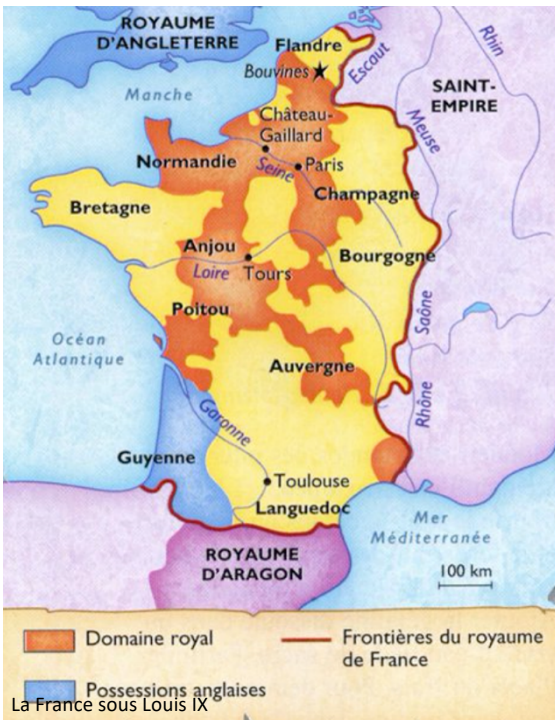 ROYAUME
D'ANGLETERRE
Flandre
Bouvines
Escaut
Rhin
Manche
SAINT-
EMPIRE
Château-
Gaillard
Meuse
Normandie
Seine
Paris
Champagne
Bretagne
Anjou
Bourgogne
Loire
Tours
Poitou
Saône
Océan
Atlantique
Auvergne
Rhône
Garonne
Guyenne
Toulouse
Languedoc
Mer
Méditerranée
ROYAUME
D'ARAGON
100 km
Domaine royal
Frontières du royaume
de France
Possessions anglaises
La France sous Louis IX